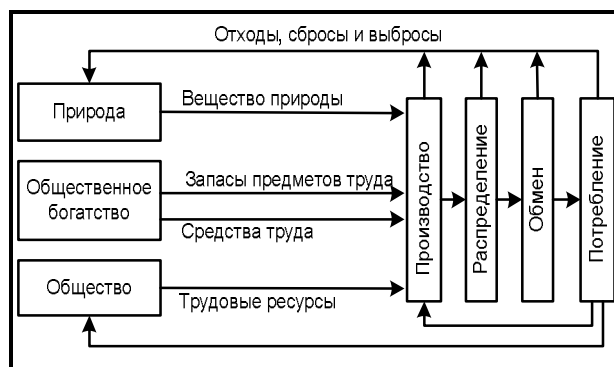 Отходы, сбросы и выбросы
Природа
Вещество природы
Общественное
богатство
Запасы предметов труда
Средства труда
Общество
Трудовые ресурсы
Производство
Распределение
Обмен
Потребление